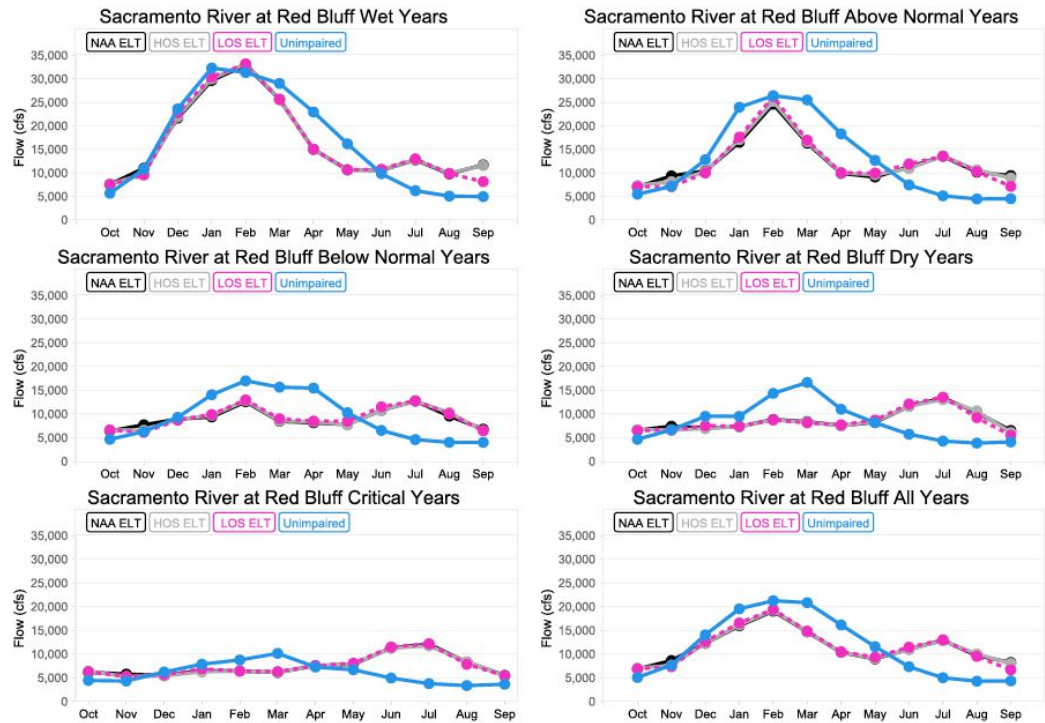 Sacramento River at Red Bluff Wet Years
NAA ELT HOS ELT LOS ELT Unimpaired
Flow (cfs)
35,000
30,000
25,000
20,000
15,000
10,000
5,000
0
Oct Nov Dec Jan Feb Mar Apr May Jun Jul Aug Sep
Sacramento River at Red Bluff Above Normal Years
NAA ELT HOS ELT LOS ELT Unimpaired
Flow (cfs)
35,000
30,000
25,000
20,000
15,000
10,000
5,000
0
Oct Nov Dec Jan Feb Mar Apr May Jun Jul Aug Sep
Sacramento River at Red Bluff Below Normal Years
NAA ELT HOS ELT LOS ELT Unimpaired
Flow (cfs)
35,000
30,000
25,000
20,000
15,000
10,000
5,000
0
Oct Nov Dec Jan Feb Mar Apr May Jun Jul Aug Sep
Sacramento River at Red Bluff Dry Years
NAA ELT HOS ELT LOS ELT Unimpaired
Flow (cfs)
35,000
30,000
25,000
20,000
15,000
10,000
5,000
0
Oct Nov Dec Jan Feb Mar Apr May Jun Jul Aug Sep
Sacramento River at Red Bluff Critical Years
NAA ELT HOS ELT LOS ELT Unimpaired
Flow (cfs)
35,000
30,000
25,000
20,000
15,000
10,000
5,000
0
Oct Nov Dec Jan Feb Mar Apr May Jun Jul Aug Sep
Sacramento River at Red Bluff All Years
NAA ELT HOS ELT LOS ELT Unimpaired
Flow (cfs)
35,000
30,000
25,000
20,000
15,000
10,000
5,000
0
Oct Nov Dec Jan Feb Mar Apr May Jun Jul Aug Sep